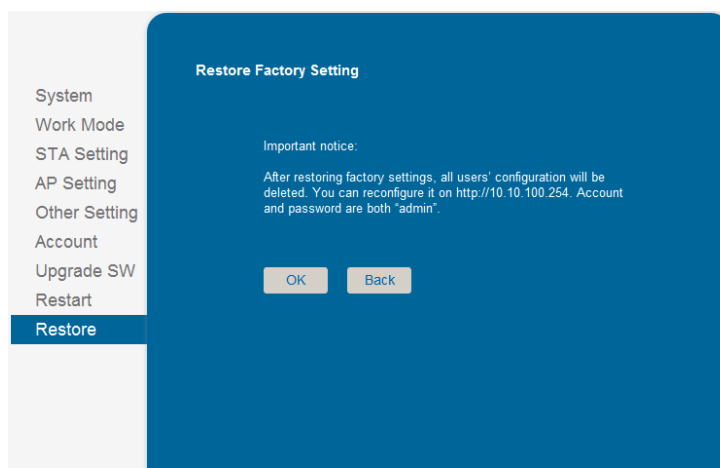 System
Work Mode
STA Setting
AP Setting
Other Setting
Account
Upgrade SW
Restart
Restore
Restore Factory Setting
Important notice:
After restoring factory settings, all users’ configuration will be
deleted. You can reconfigure it on http://10.10.100.254. Account
and password are both “admin”.
OK
Back